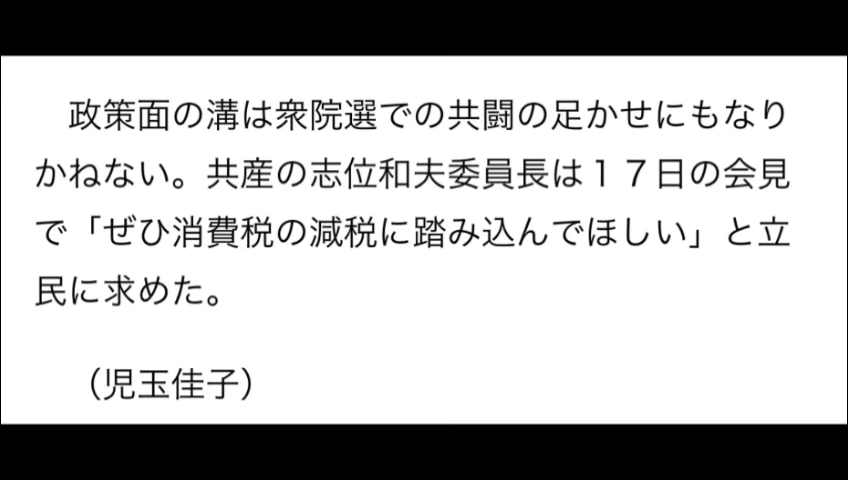 政策面の溝は衆院選での共闘の足かせにもなり
かねない。共産の志位和夫委員長は１７日の会見
で「ぜひ消費税の減税に踏み込んでほしい」と立
民に求めた。
（児玉佳子）